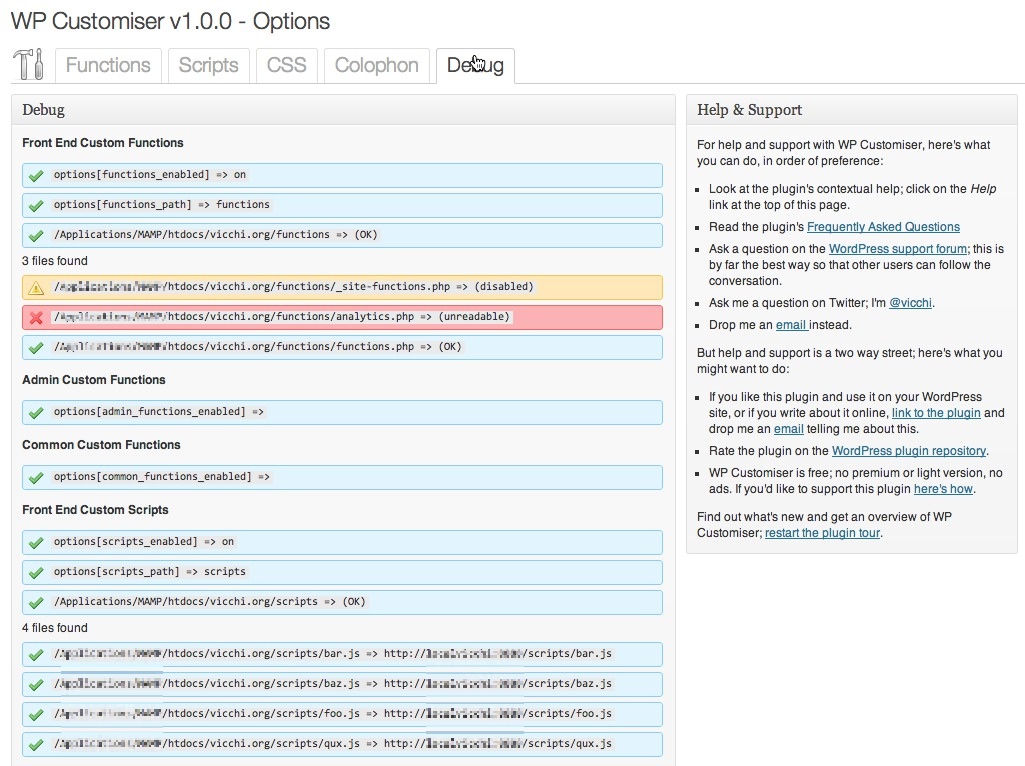 WP Customiser v1.0.0 - Options
Functions
Scripts
CSS
Colophon
Debug
Debug
Front End Custom Functions
options[functions_enabled] => on
options[functions_path] => functions
/Applications/MAMP/htdocs/vicchi.org/functions => (OK)
3 files found
/htdocs/vicchi.org/functions/_site-functions.php => (disabled)
/htdocs/vicchi.org/functions/analytics.php => (unreadable)
/htdocs/vicchi.org/functions/functions.php => (OK)
Admin Custom Functions
options[admin_functions_enabled] =>
Common Custom Functions
options[common_functions_enabled] =>
Front End Custom Scripts
options[scripts_enabled] => on
options[scripts_path] => scripts
/Applications/MAMP/htdocs/vicchi.org/scripts => (OK)
4 files found
/htdocs/vicchi.org/scripts/bar.js => http:///scripts/bar.js
/htdocs/vicchi.org/scripts/baz.js => http:///scripts/baz.js
/htdocs/vicchi.org/scripts/foo.js => http:///scripts/foo.js
/htdocs/vicchi.org/scripts/qux.js => http:///scripts/qux.js
Help & Support
For help and support with WP Customiser, here's what
you can do, in order of preference:
Look at the plugin's contextual help; click on the Help
link at the top of this page.
Read the plugin's Frequently Asked Questions
Ask a question on the WordPress support forum; this is
by far the best way so that other users can follow the
conversation.
Ask me a question on Twitter; I'm @vicchi.
Drop me an email instead.
But help and support is a two way street; here's what you
might want to do:
If you like this plugin and use it on your WordPress
site, or if you write about it online, link to the plugin and
drop me an email telling me about this.
Rate the plugin on the WordPress plugin repository.
WP Customiser is free; no premium or light version, no
ads. If you'd like to support this plugin here's how.
Find out what's new and get an overview of WP
Customiser; restart the plugin tour.